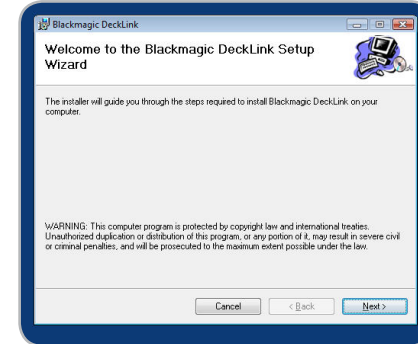 Blackmagic DeckLink
Welcome to the Blackmagic DeckLink Setup
Wizard
The installer will guide you through the steps required to install Blackmagic DeckLink on your
computer.
WARNING: This computer program is protected by copyright law and international treaties.
Unauthorized duplication or distribution of this program, or any portion of it, may result in severe civil
or criminal penalties, and will be prosecuted to the maximum extent possible under the law.
Cancel < Back Next >